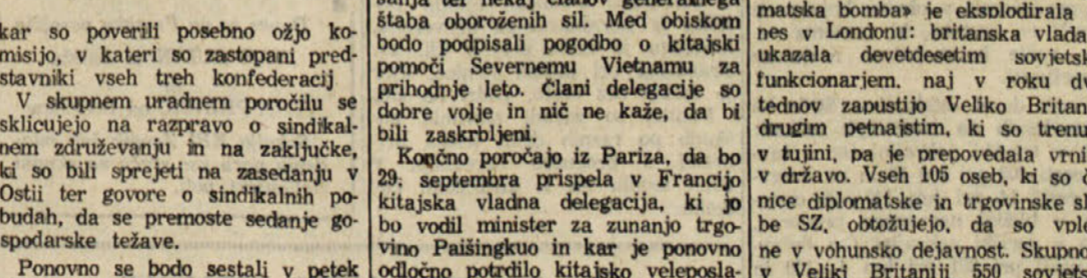 kar so poverili posebno ožjo ko-
misijo, v kateri so zastopani pred-
stavniki vseh treh konfederacij
V skupnem uradnem poročilu se
sklicujejo na razpravo o sindikal-
nem združevanju in na zaključke,
ki so bili sprejeti na zasedanju v
Ostii ter govore o sindikalnih po-
budah, da se premoste sedanje go-
spodarske težave.
Ponovno se bodo sestali v petek
štaba oboroženih sil. Med obiskom
bodo podpisali pogodbo o kitajski
pomoči Severnemu Vietnamu za
prihodnje leto. Člani delegacije so
dobre volje in nič ne kaže, da bi
bili zaskrbljeni.
Končno poročajo iz Pariza, da bo
29. septembra prispela v Francijo
kitajska vladna delegacija, ki jo
bo vodil minister za zunanjo trgo-
vino Paišingkuo in kar je ponovno
odločno potrdilo kitajsko veleposla-
matska bomba» je eksplodirala
nes v Londonu: britanska vlada
ukazala devetdesetim sovjetsk
funkcionarjem, naj v roku d
tednov zapustijo Veliko Britan
drugim petnajstim, ki so trenu
v tujini, pa je prepovedala vrni
v državo. Vseh 105 oseb, ki so
nice diplomatske in trgovinske sl
be SZ, obtožujejo, da so vple
ne v vohunsko dejavnost. Skupno
v Veliki Britaniji 550 sovjet